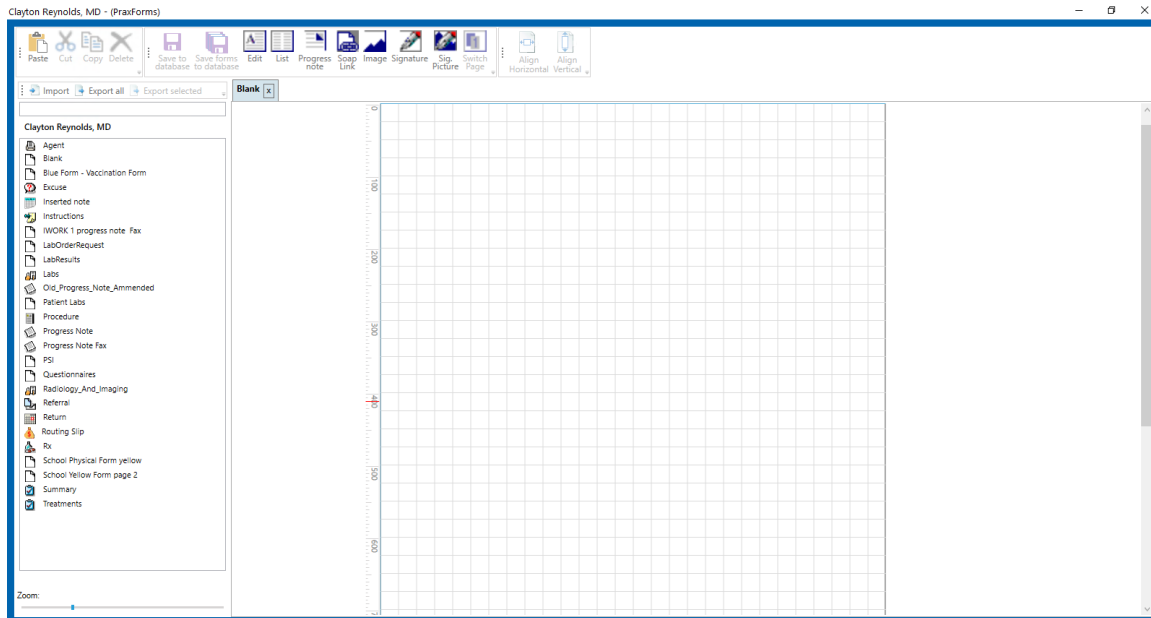 Clayton Reynolds, MD - (PraxForms)
Paste Cut Copy Delete Save to database Save forms to database Edit List Progress note Soap Link Image Signature Sig. Picture Switch Page Align Horizontal Align Vertical
Import Export all Export selected
Blank x
Clayton Reynolds, MD
Agent
Blank
Blue Form - Vaccination Form
Excuse
Inserted note
Instructions
IWORK 1 progress note Fax
LabOrderRequest
LabResults
Labs
Old_Progress_Note_Ammended
Patient Labs
Procedure
Progress Note
Progress Note Fax
PSI
Questionnaires
Radiology_And_Imaging
Referral
Return
Routing Slip
Rx
School Physical Form yellow
School Yellow Form page 2
Summary
Treatments
Zoom:
0
100
200
300
400
500
600